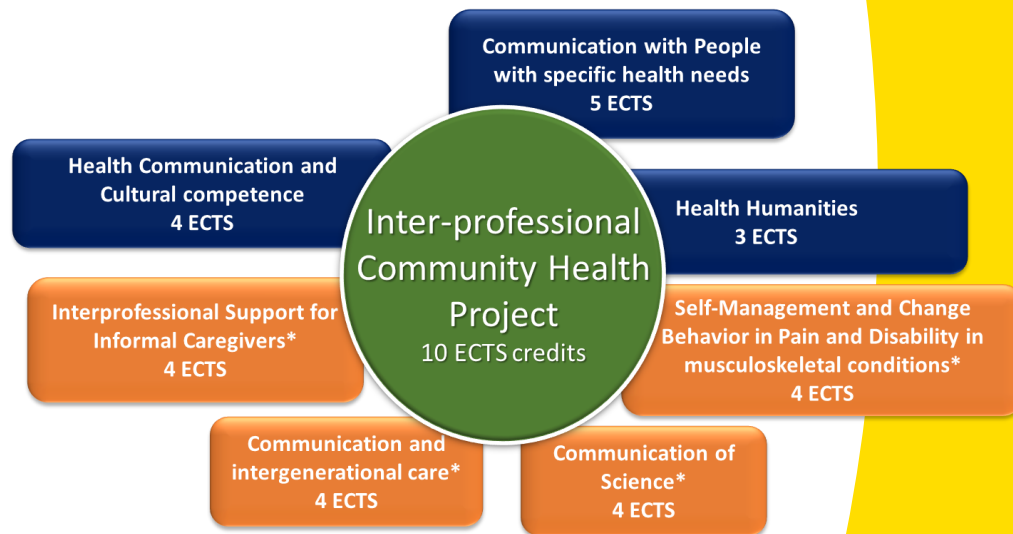 Communication with People
with specific health needs
5 ECTS
Health Communication and
Cultural competence
4 ECTS
Inter-professional
Community Health
Project
10 ECTS credits
Health Humanities
3 ECTS
Interprofessional Support for
Informal Caregivers*
4 ECTS
Self-Management and Change
Behavior in Pain and Disability in
musculoskeletal conditions*
4 ECTS
Communication and
intergenerational care*
4 ECTS
Communication of
Science*
4 ECTS